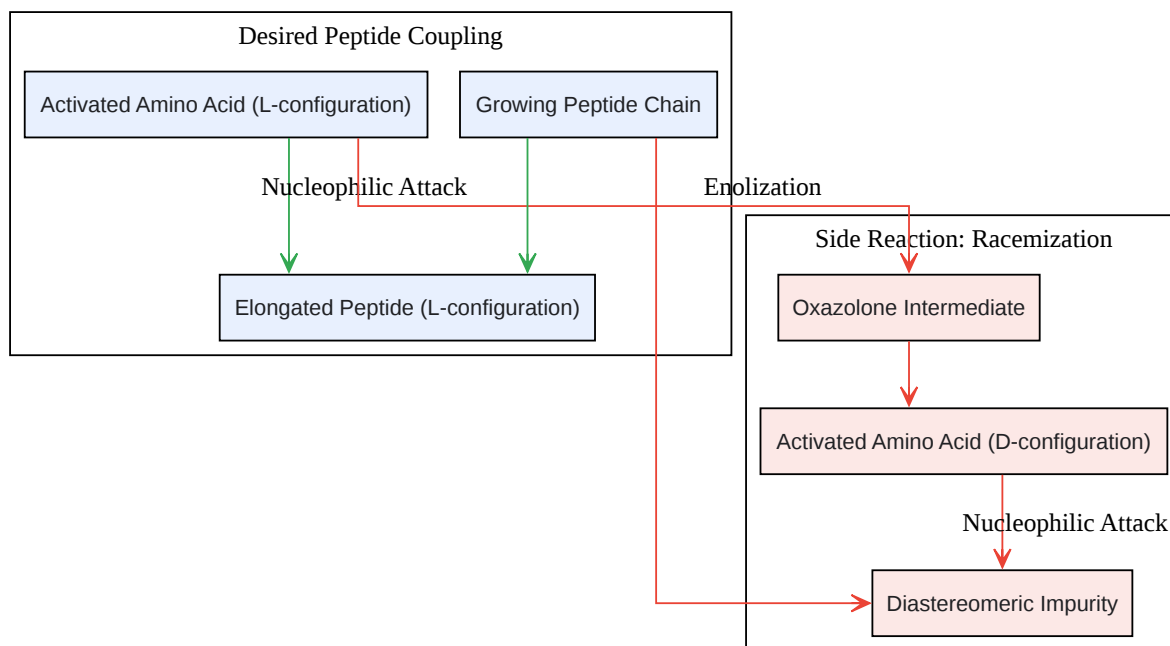 Desired Peptide Coupling
Activated Amino Acid (L-configuration)
Growing Peptide Chain
Nucleophilic Attack
Enolization
Side Reaction: Racemization
Elongated Peptide (L-configuration)
Oxazolone Intermediate
Activated Amino Acid (D-configuration)
Nucleophilic Attack
Diastereomeric Impurity